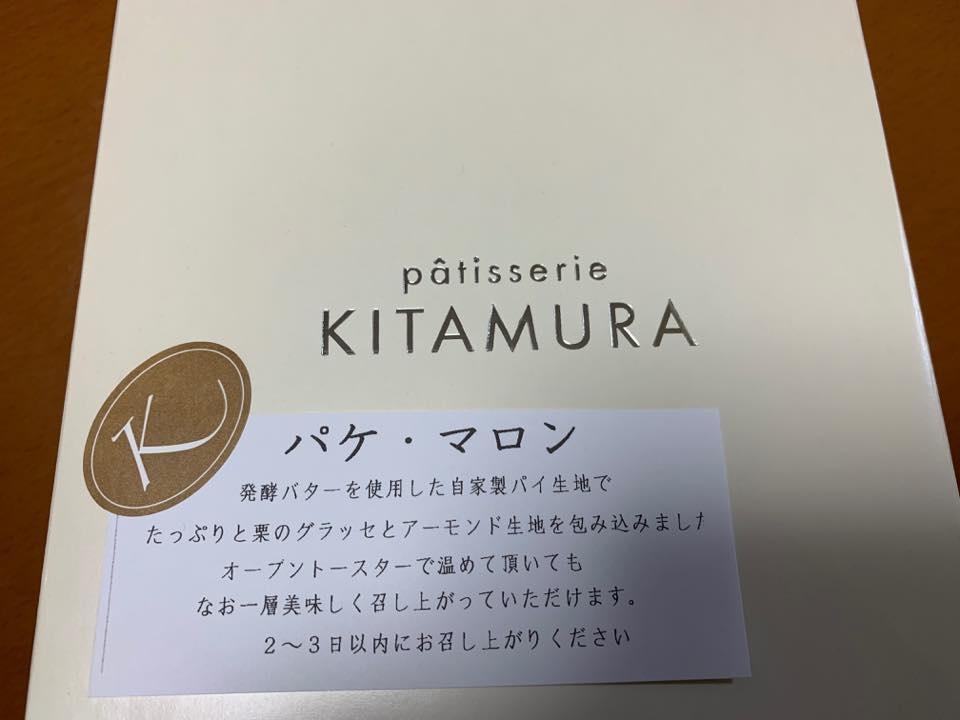 pâtisserie
KITAMURA
K
パケ・マロン
発酵バターを使用した自家製パイ生地で
たっぷりと栗のグラッセとアーモンド生地を包み込みました
オーブントースターで温めて頂いても
なお一層美味しく召し上がっていただけます。
２～３日以内にお召し上がりください